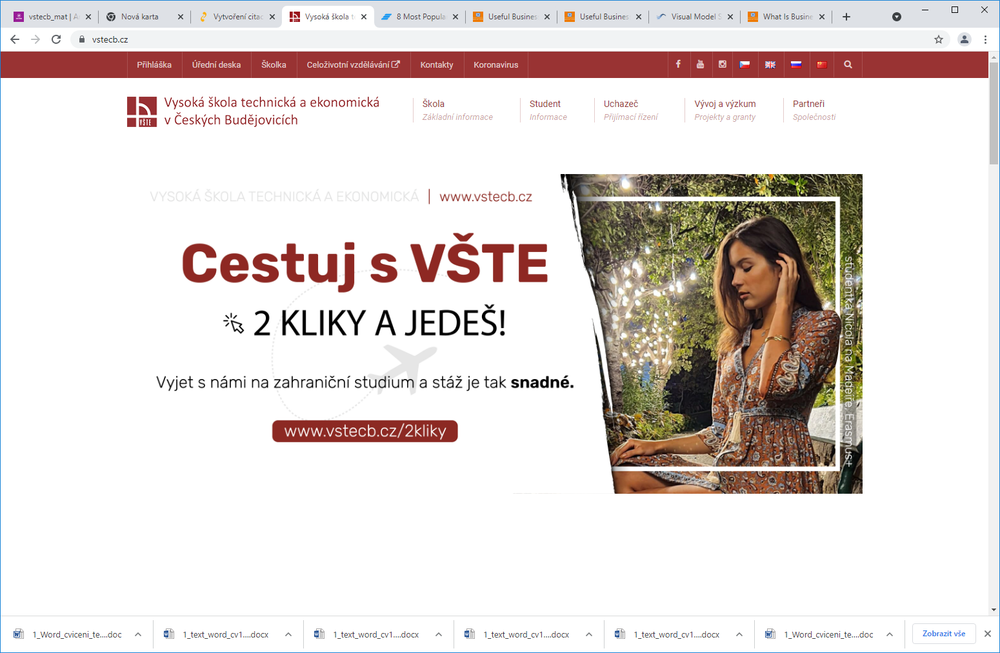 vstecb_mat | A
Nová karta
Vytvoření citac
Vysoká škola t
8 Most Popula
Useful Busines
Useful Busines
Visual Model S
What Is Busine
vstecb.cz
Přihláška
Úřední deska
Školka
Celoživotní vzdělávání
Kontakty
Koronavirus
Vysoká škola technická a ekonomická
v Českých Budějovicích
VŠTE
Škola
Základní informace
Student
Informace
Uchazeč
Přijímací řízení
Vývoj a výzkum
Projekty a granty
Partneři
Společnosti
VYSOKÁ ŠKOLA TECHNICKÁ A EKONOMICKÁ | www.vstecb.cz
Cestuj s VŠTE
2 KLIKY A JEDEŠ!
Vyjet s námi na zahraniční studium a stáž je tak snadné.
www.vstecb.cz/2kliky
studentka Nicola na Madeiře, Erasmus+
1_Word_cviceni_te....doc
1_text_word_cv1....docx
1_text_word_cv1....docx
1_text_word_cv1....docx
1_text_word_cv1....docx
1_Word_cviceni_te....doc
Zobrazit vše